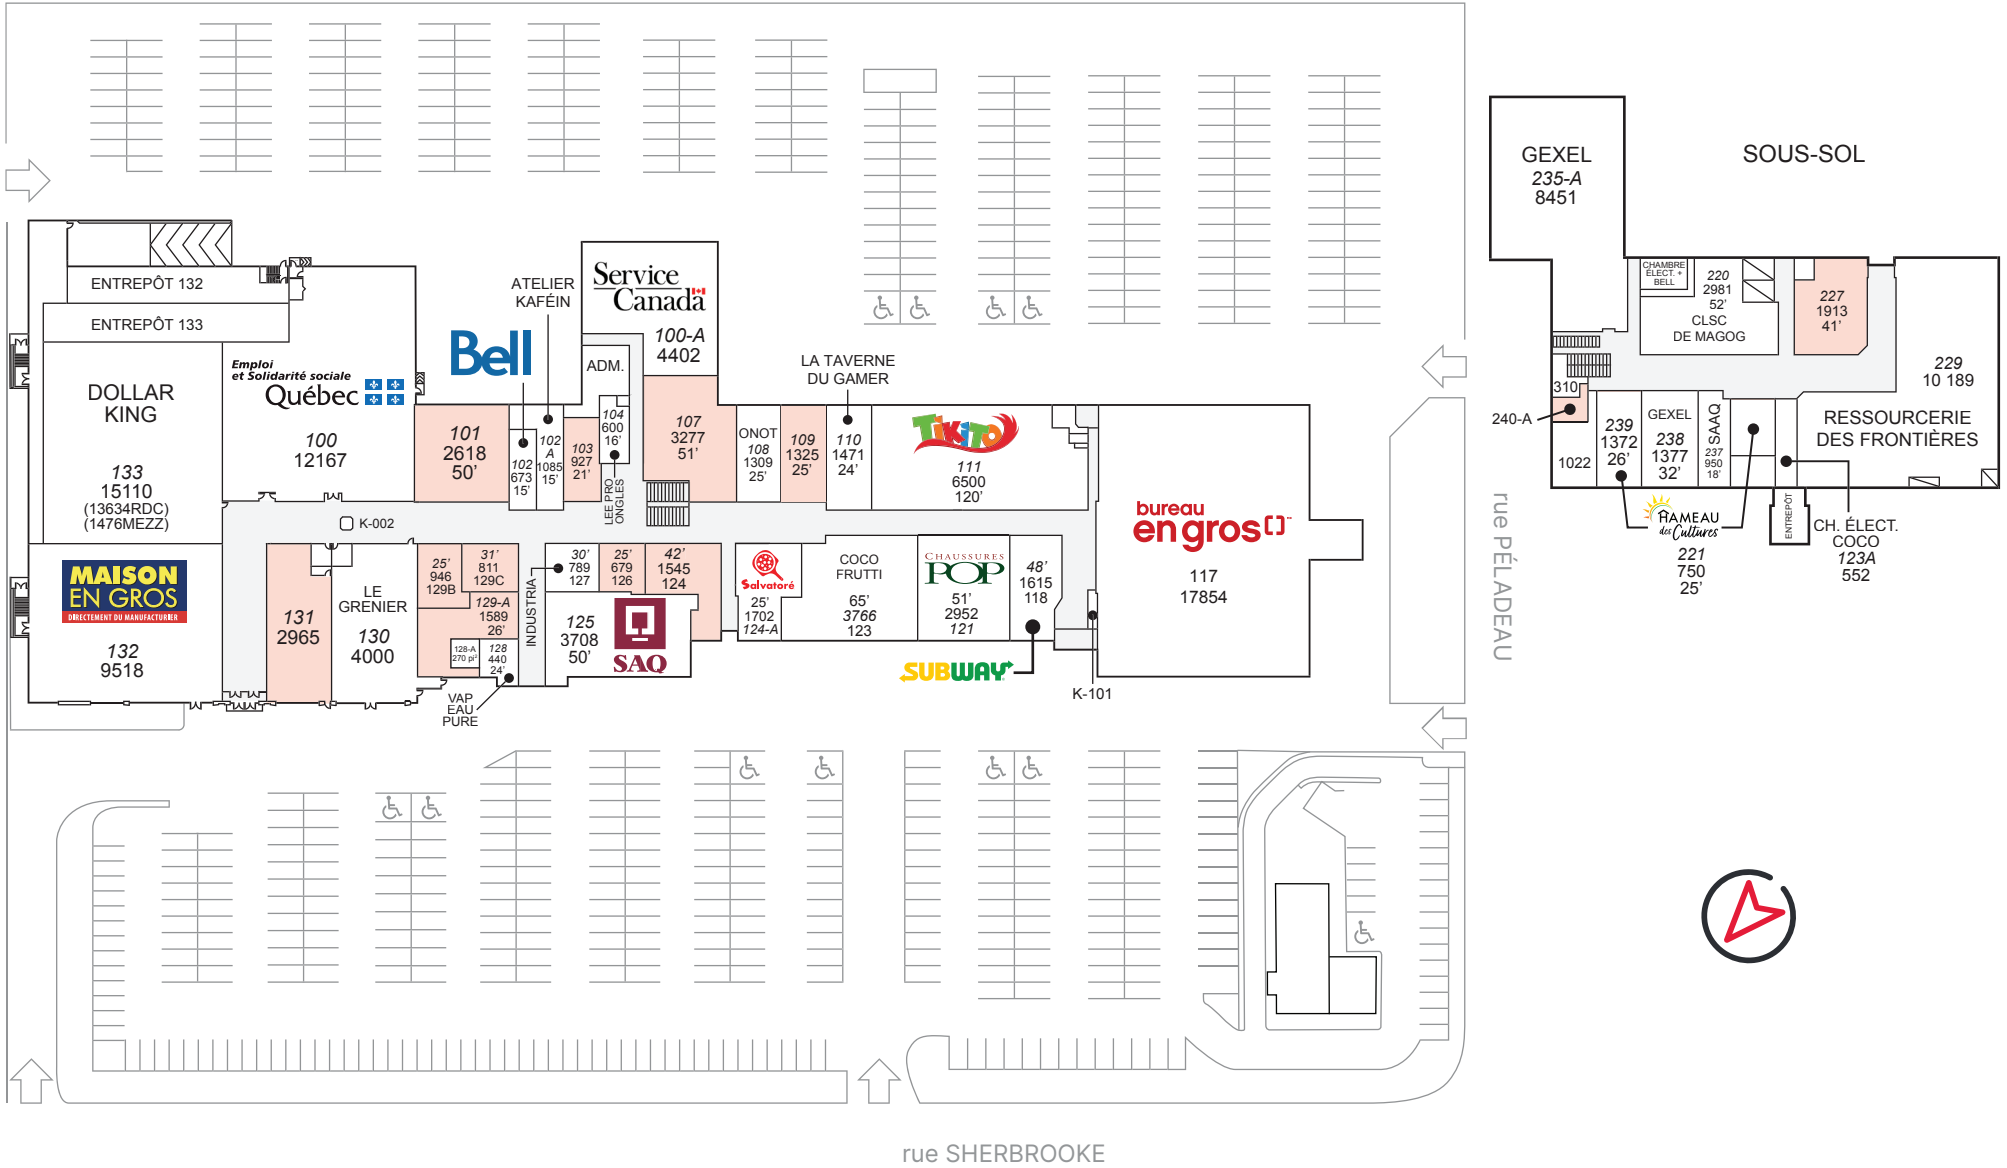 SOUS-SOL
GEXEL
235-A
8451
ENTREPÔT 132
ENTREPÔT 133
DOLLAR
KING
133
15110
(13634RDC)
(1476MEZZ)
Emploi
et Solidarité sociale
Québec
100
12167
Bell
ATELIER
KAFÉIN
Service
Canada
100-A
4402
ADM.
101
2618
50'
102
673
15'
102
A
1085
15'
103
927
21'
104
600
16'
LEE PRO
ONGLES
107
3277
51'
ONOT
108
1309
25'
109
1325
25'
LA TAVERNE
DU GAMER
110
1471
24'
TIKITO
111
6500
120'
bureau
en gros
117
17854
K-002
MAISON
EN GROS
DIRECTEMENT DU MANUFACTURIER
132
9518
131
2965
LE
GRENIER
130
4000
25'
946
129B
31'
811
129C
129-A
1589
26'
128-A
270 pi²
128
440
24'
VAP
EAU
PURE
INDUSTRIA
30'
789
127
25'
679
126
42'
1545
124
125
3708
50'
SAQ
Salvatoré
25'
1702
124-A
COCO
FRUTTI
65'
3766
123
CHAUSSURES
POP
51'
2952
121
48'
1615
118
SUBWAY
K-101
CHAMBRE
ÉLECT. +
BELL
220
2981
52'
CLSC
DE MAGOG
227
1913
41'
229
10 189
RESSOURCERIE
DES FRONTIÈRES
310
240-A
1022
239
1372
26'
GEXEL
238
1377
32'
SAAQ
237
950
18'
HAMEAU
des Cultures
221
750
25'
ENTREPÔT
CH. ÉLECT.
COCO
123A
552
rue PÉLADEAU
rue SHERBROOKE